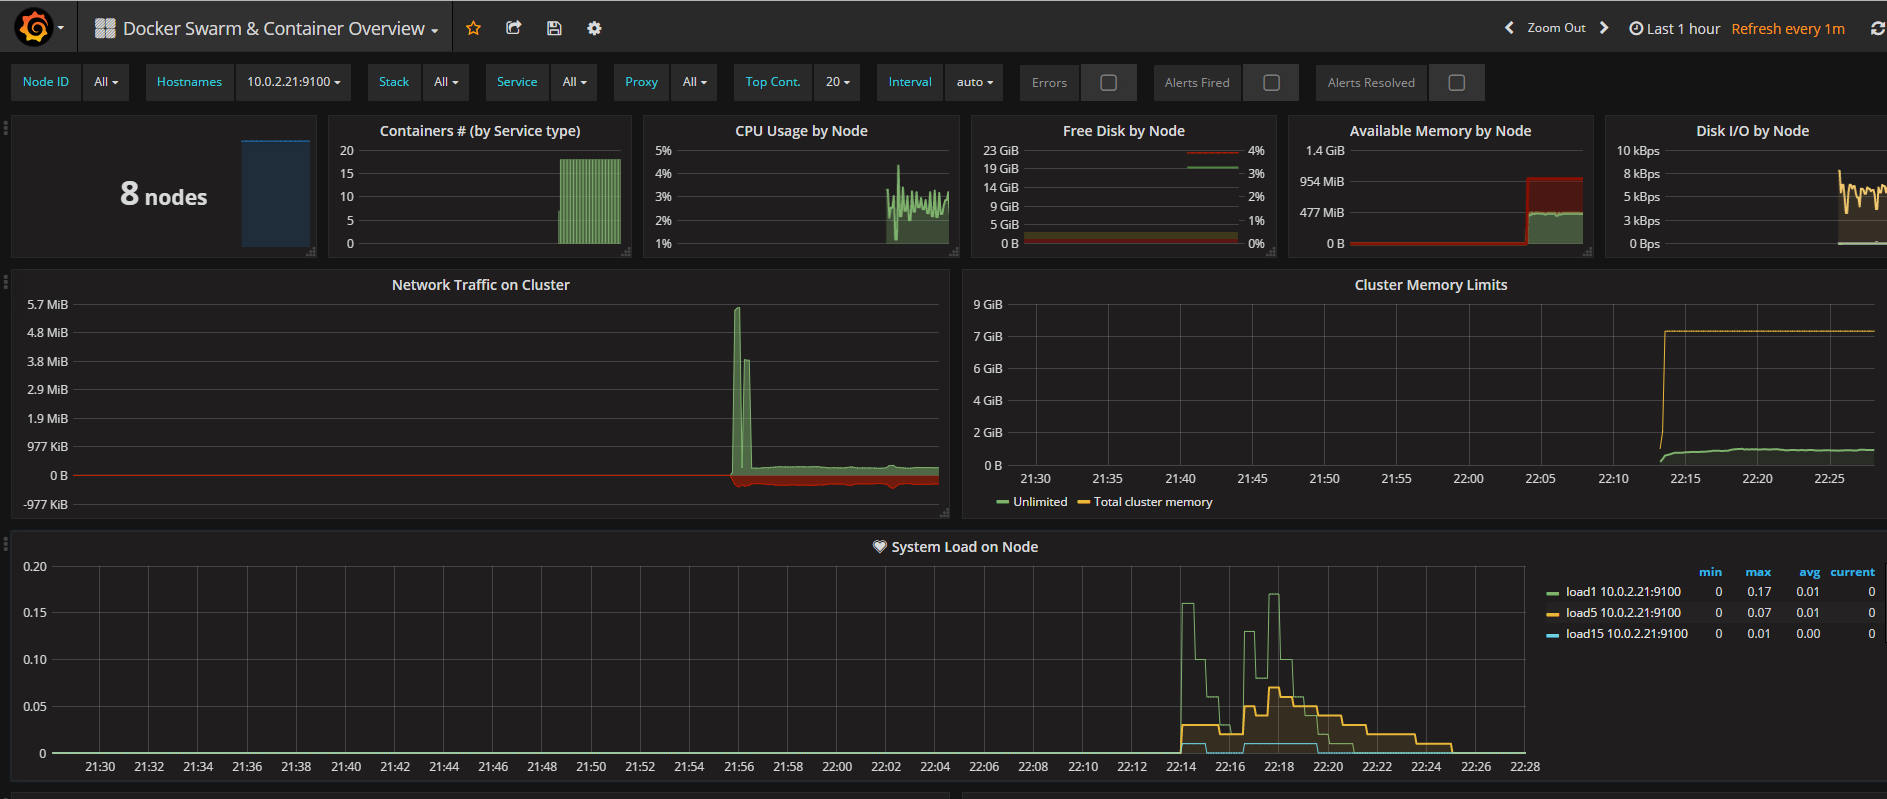 Docker Swarm & Container Overview
Zoom Out
Last 1 hour
Refresh every 1m
Node ID All
Hostnames 10.0.2.21:9100
Stack All
Service All
Proxy All
Top Cont. 20
Interval auto
Errors
Alerts Fired
Alerts Resolved
8 nodes
Containers # (by Service type)
20
15
10
5
0
CPU Usage by Node
5%
4%
3%
2%
1%
Free Disk by Node
23 GiB 4%
19 GiB 3%
14 GiB
9 GiB 2%
5 GiB 1%
0 B 0%
Available Memory by Node
1.4 GiB
954 MiB
477 MiB
0 B
Disk I/O by Node
10 kBps
8 kBps
5 kBps
3 kBps
0 Bps
Network Traffic on Cluster
5.7 MiB
4.8 MiB
3.8 MiB
2.9 MiB
1.9 MiB
977 KiB
0 B
-977 KiB
Cluster Memory Limits
9 GiB
7 GiB
6 GiB
4 GiB
2 GiB
0 B
21:30 21:35 21:40 21:45 21:50 21:55 22:00 22:05 22:10 22:15 22:20 22:25
Unlimited Total cluster memory
System Load on Node
0.20
0.15
0.10
0.05
0
21:30 21:32 21:34 21:36 21:38 21:40 21:42 21:44 21:46 21:48 21:50 21:52 21:54 21:56 21:58 22:00 22:02 22:04 22:06 22:08 22:10 22:12 22:14 22:16 22:18 22:20 22:22 22:24 22:26 22:28
min max avg current
load1 10.0.2.21:9100 0 0.17 0.01 0
load5 10.0.2.21:9100 0 0.07 0.01 0
load15 10.0.2.21:9100 0 0.01 0.00 0